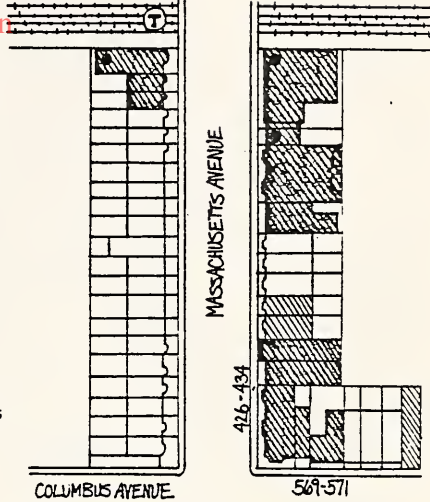 n
T
MASSACHUSETTS AVENUE
426-434
s
COLUMBUS AVENUE
569-571